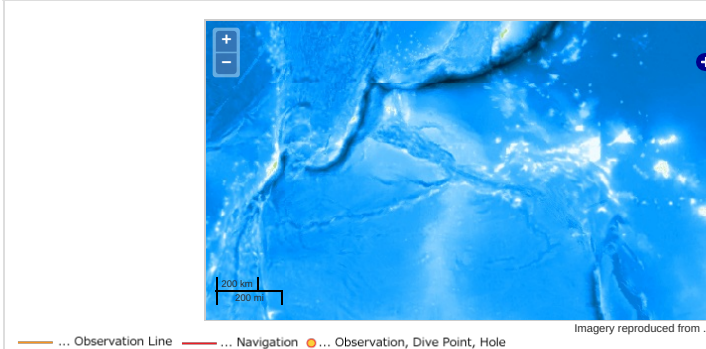 +
−
200 km
200 mi
Imagery reproduced from .
... Observation Line
... Navigation
... Observation, Dive Point, Hole